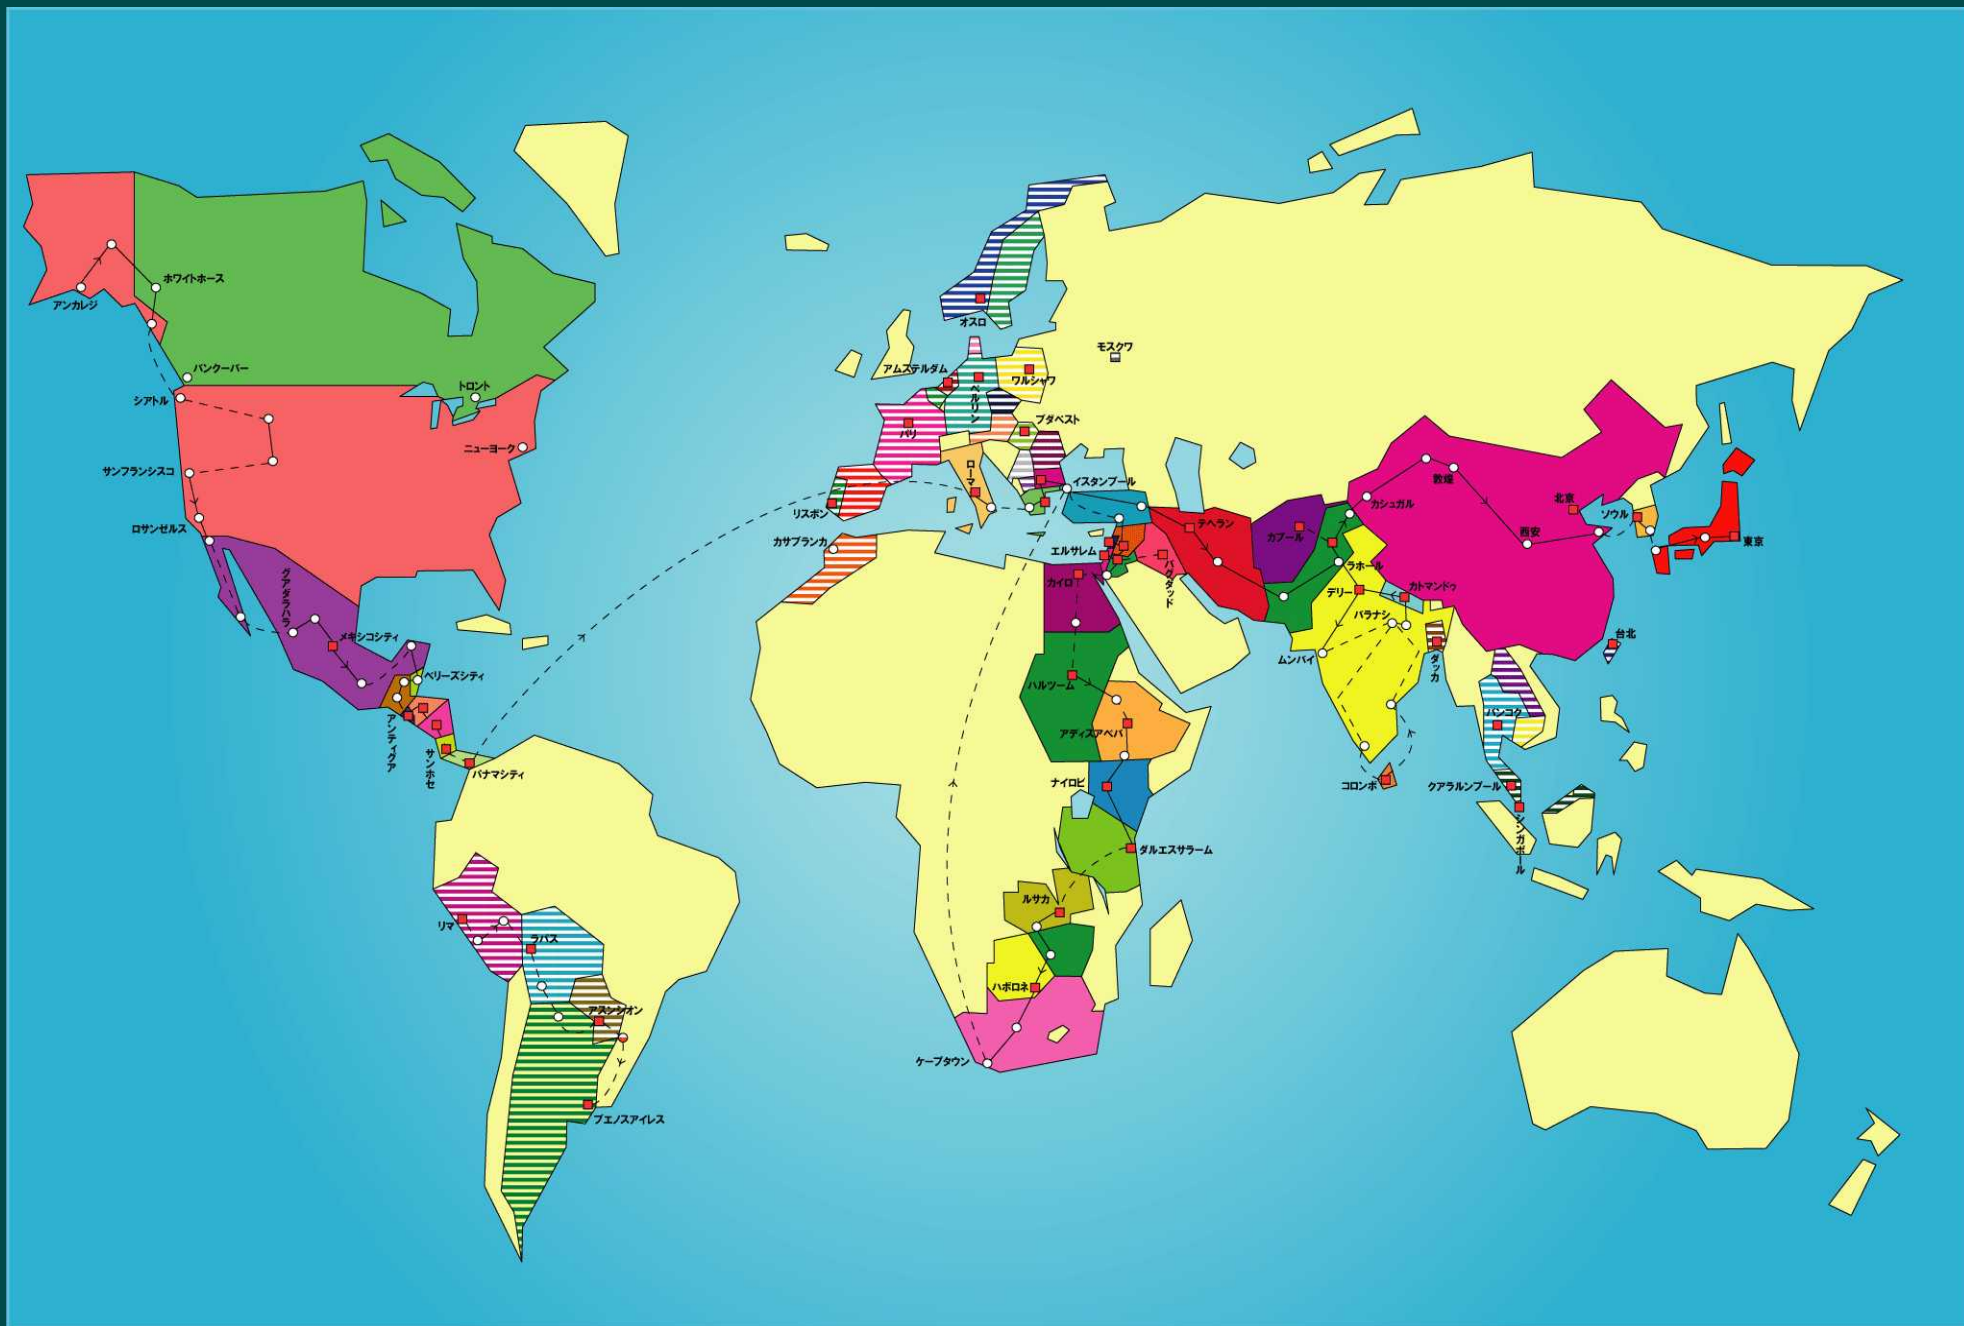 アンカレジ
ホワイトホース
バンクーバー
シアトル
トロント
ニューヨーク
サンフランシスコ
ロサンゼルス
グアダラハラ
メキシコシティ
ベリーズシティ
アンティグア
サンホセ
パナマシティ
リマ
ラパス
アスンシオン
ブエノスアイレス
オスロ
モスクワ
アムステルダム
ベルリン
ワルシャワ
パリ
ブダペスト
ローマ
イスタンブール
リスボン
カサブランカ
エルサレム
カイロ
バグダッド
テヘラン
カブール
ラホール
カシュガル
敦煌
北京
西安
ソウル
東京
台北
デリー
カトマンドゥ
バラナシ
ムンバイ
ダッカ
コロンボ
バンコク
クアラルンプール
シンガポール
ハルツーム
アディスアベバ
ナイロビ
ダルエスサラーム
ルサカ
ハボロネ
ケープタウン